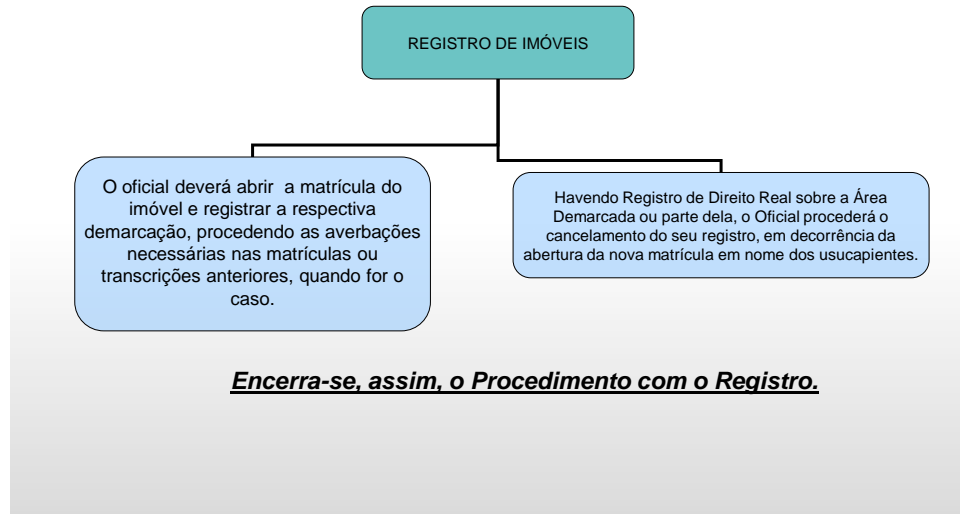 REGISTRO DE IMÓVEIS
O oficial deverá abrir a matrícula do
imóvel e registrar a respectiva
demarcação, procedendo as averbações
necessárias nas matrículas ou
transcrições anteriores, quando for o
caso.
Havendo Registro de Direito Real sobre a Área
Demarcada ou parte dela, o Oficial procederá o
cancelamento do seu registro, em decorrência da
abertura da nova matrícula em nome dos usucapientes.
Encerra-se, assim, o Procedimento com o Registro.